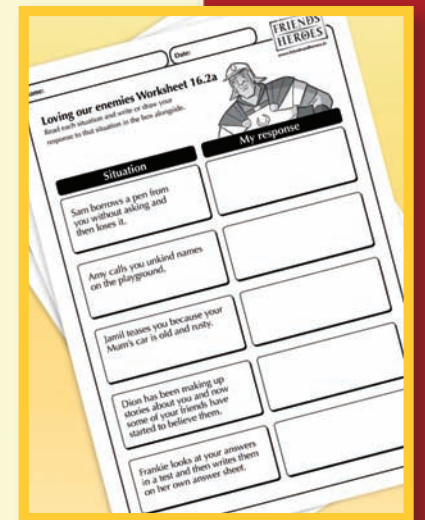 Date:
FRIENDS
HEROES
Loving our enemies Worksheet 16.2a
Read each situation and write or draw your
response to that situation in the box alongside.
Situation
My response
Sam borrows a pen from
you without asking and
then loses it.
Amy calls you unkind names
on the playground.
Jamil teases you because your
Mum's car is old and rusty.
Dion has been making up
stories about you and now
some of your friends have
started to believe them.
Frankie looks at your answers
in a test and then writes them
on her own answer sheet.